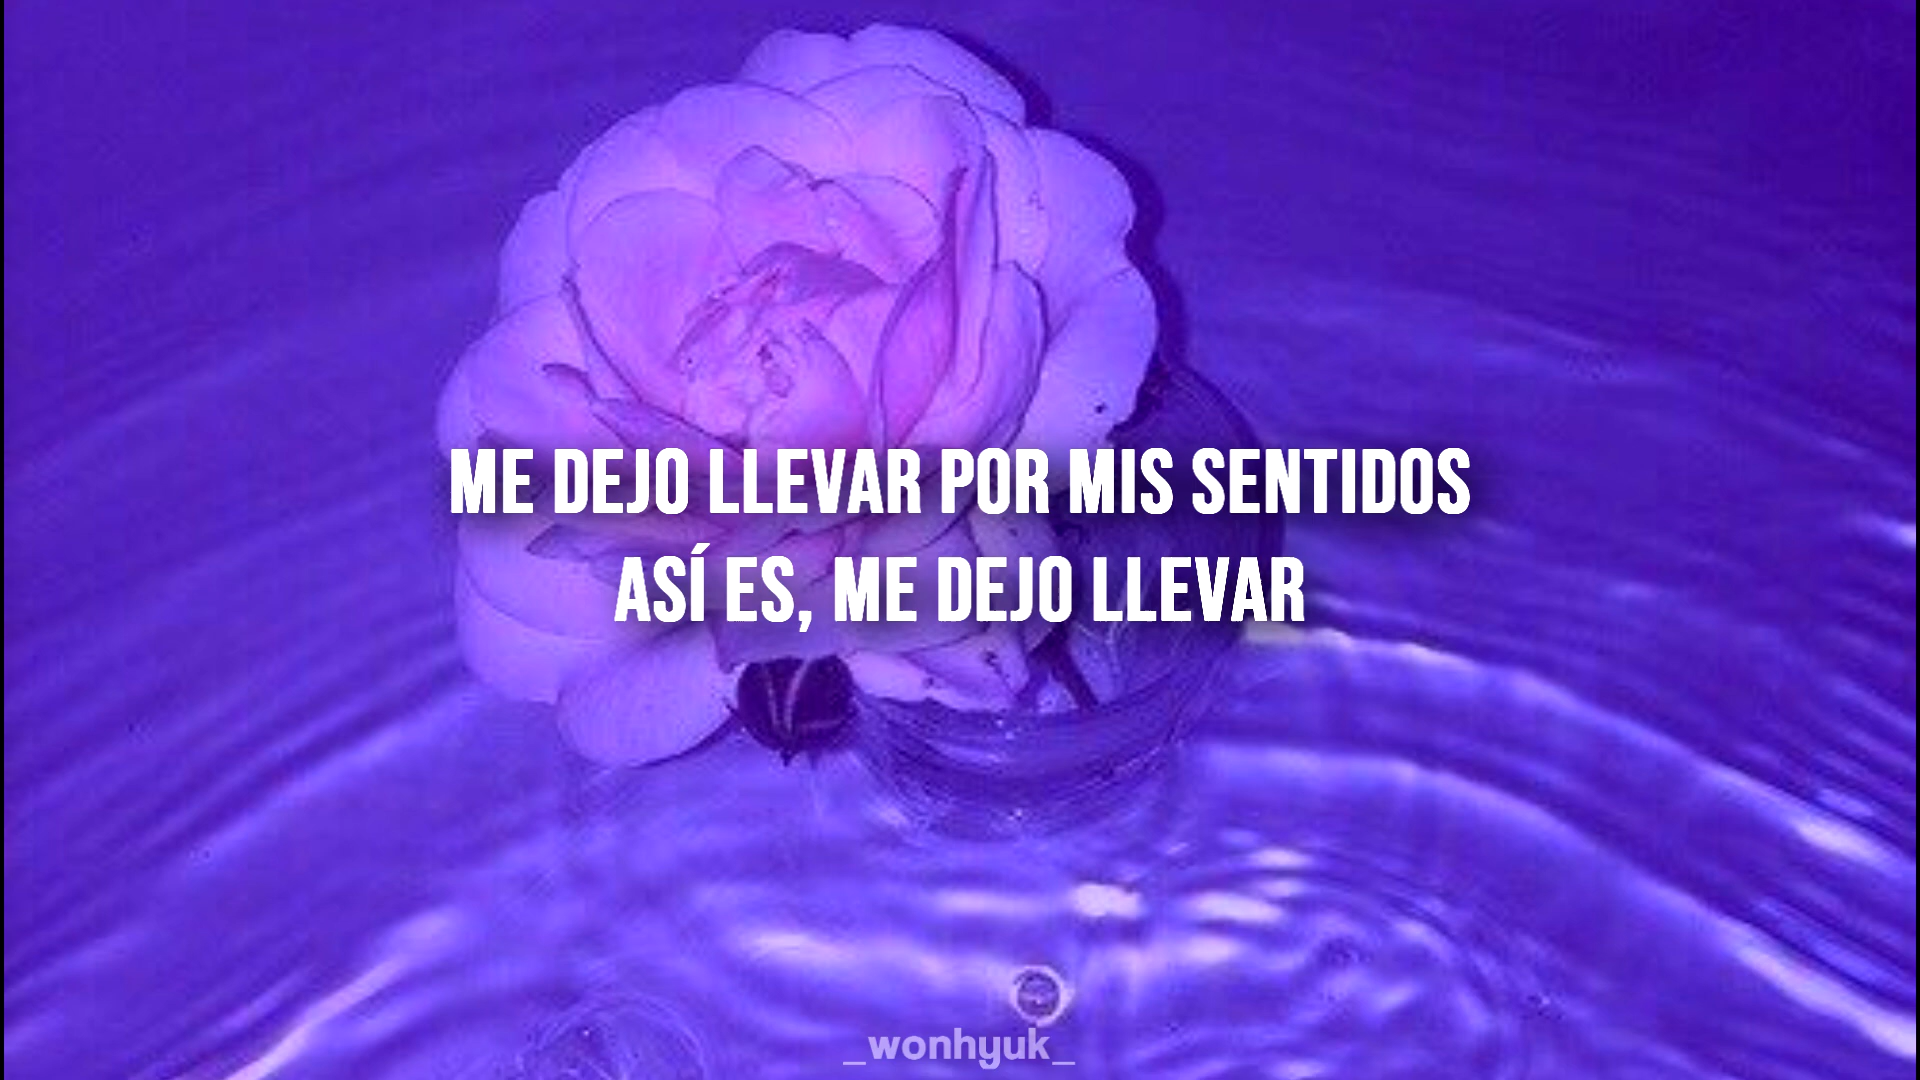 ME DEJO LLEVAR POR MIS SENTIDOS
ASÍ ES, ME DEJO LLEVAR
_wonhyuk_